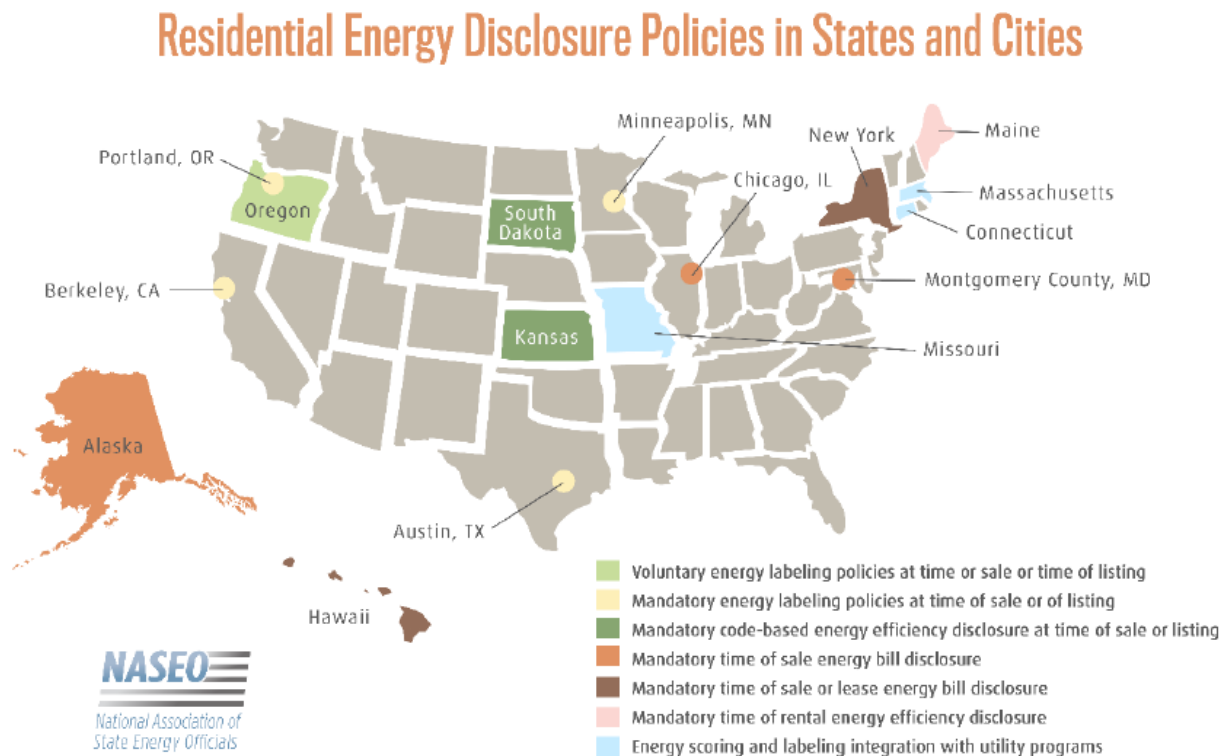 Residential Energy Disclosure Policies in States and Cities
Minneapolis, MN
New York
Maine
Portland, OR
Chicago, IL
Massachusetts
Oregon
South
Dakota
Connecticut
Berkeley, CA
Montgomery County, MD
Kansas
Missouri
Alaska
Austin, TX
Hawaii
Voluntary energy labeling policies at time or sale or time of listing
Mandatory energy labeling policies at time of sale or of listing
Mandatory code-based energy efficiency disclosure at time of sale or listing
Mandatory time of sale energy bill disclosure
Mandatory time of sale or lease energy bill disclosure
Mandatory time of rental energy efficiency disclosure
Energy scoring and labeling integration with utility programs
NASEO
National Association of
State Energy Officials